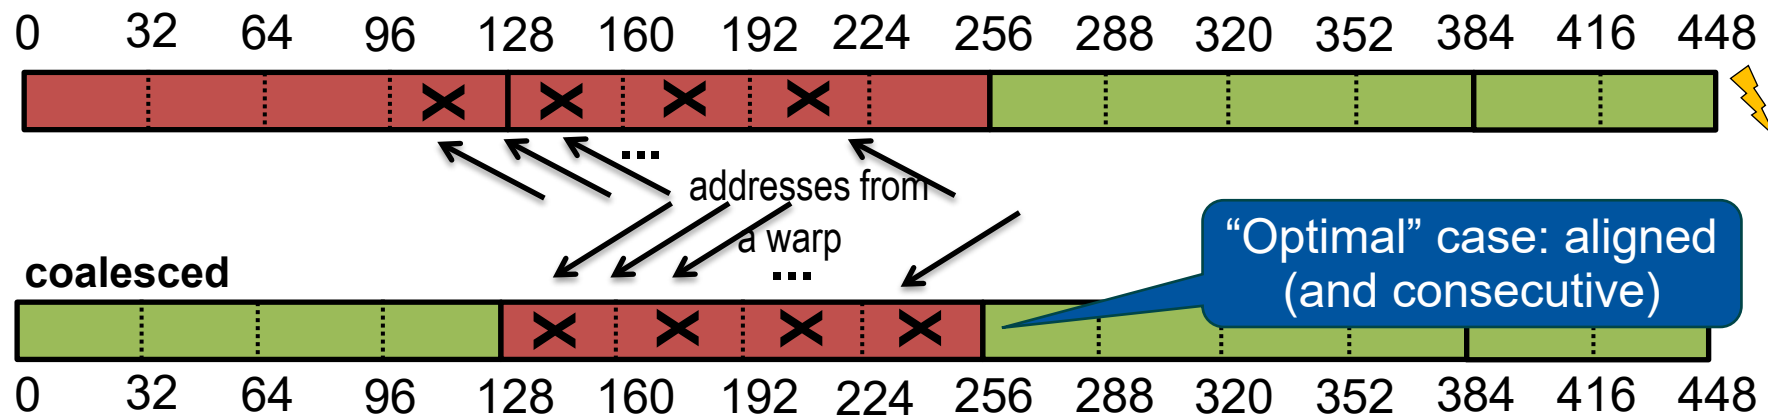 0 32 64 96 128 160 192 224 256 288 320 352 384 416 448
X X X X
...
addresses from
a warp
...
coalesced
“Optimal” case: aligned
(and consecutive)
X X X X
0 32 64 96 128 160 192 224 256 288 320 352 384 416 448